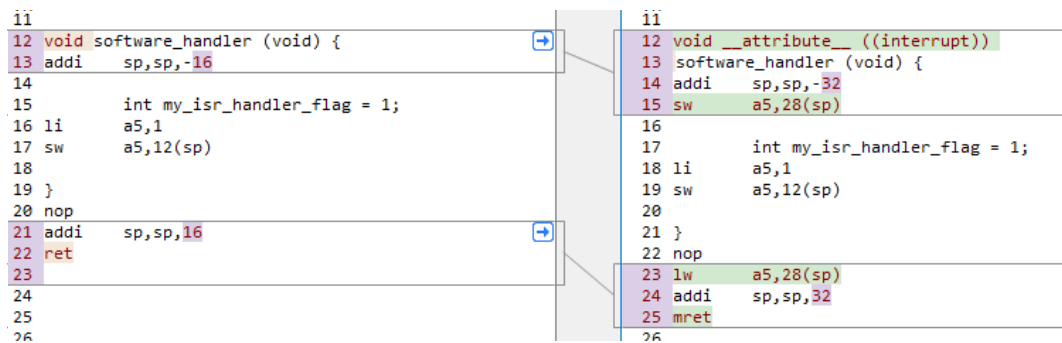 11
12 void software_handler (void) {
13 addi sp,sp,-16
14
15 int my_isr_handler_flag = 1;
16 li a5,1
17 sw a5,12(sp)
18
19 }
20 nop
21 addi sp,sp,16
22 ret
23
24
25
26
11
12 void __attribute__ ((interrupt))
13 software_handler (void) {
14 addi sp,sp,-32
15 sw a5,28(sp)
16
17 int my_isr_handler_flag = 1;
18 li a5,1
19 sw a5,12(sp)
20
21 }
22 nop
23 lw a5,28(sp)
24 addi sp,sp,32
25 mret
26